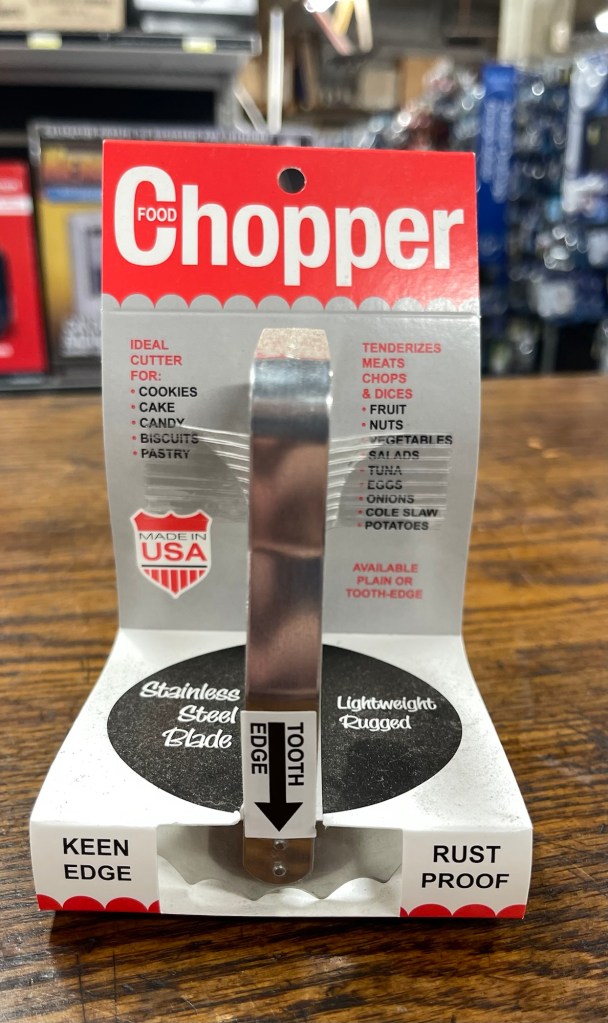 FOOD
Chopper
IDEAL
CUTTER
FOR:
• COOKIES
• CAKE
• CANDY
• BISCUITS
• PASTRY
TENDERIZES
MEATS
CHOPS
& DICES
• FRUIT
• NUTS
• VEGETABLES
• SALADS
• TUNA
• EGGS
• ONIONS
• COLE SLAW
• POTATOES
MADE IN
USA
AVAILABLE
PLAIN OR
TOOTH-EDGE
Stainless
Steel
Blade
Lightweight
Rugged
TOOTH
EDGE
KEEN
EDGE
RUST
PROOF